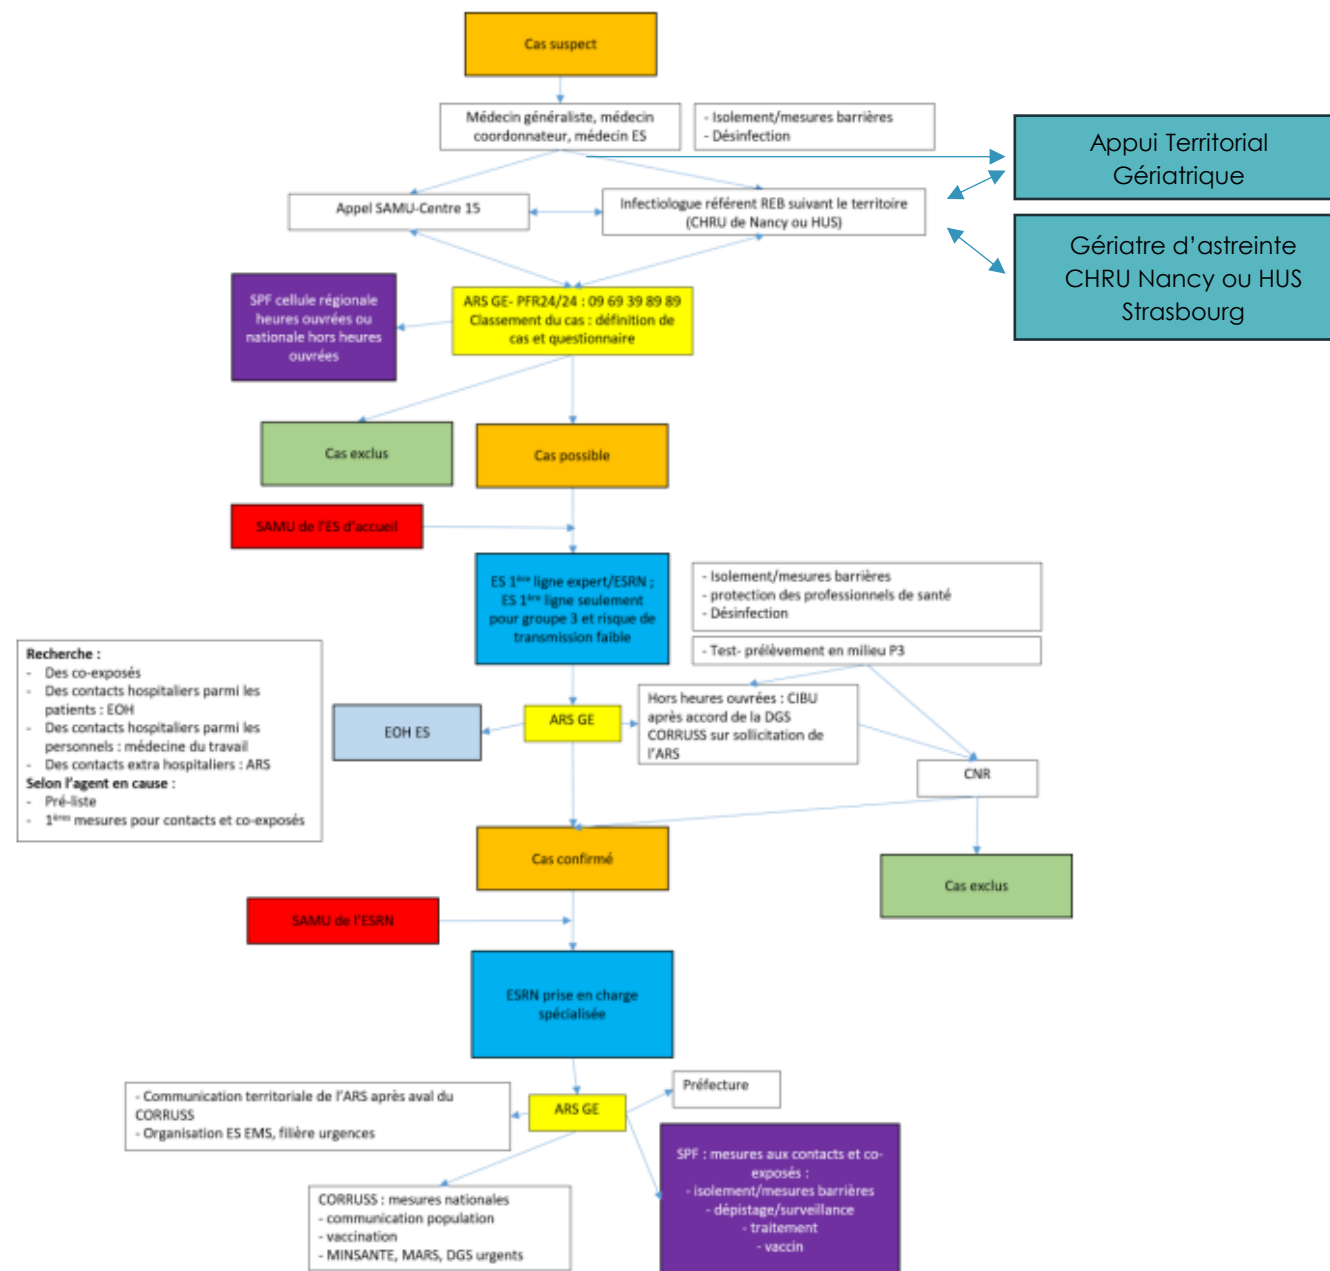 Cas suspect
Médecin généraliste, médecin
coordonnateur, médecin ES
- Isolement/mesures barrières
- Désinfection
Appui Territorial
Gériatrique
Appel SAMU-Centre 15
Infectiologue référent REB suivant le territoire
(CHRU de Nancy ou HUS)
Gériatre d'astreinte
CHRU Nancy ou HUS
Strasbourg
SPF cellule régionale
heures ouvrées ou
nationale hors heures
ouvrées
ARS GE- PFR24/24 : 09 69 39 89 89
Classement du cas : définition de
cas et questionnaire
Cas exclus
Cas possible
SAMU de l'ES d'accueil
ES 1ère ligne expert/ESRN ;
ES 1ère ligne seulement
pour groupe 3 et risque de
transmission faible
- Isolement/mesures barrières
- protection des professionnels de santé
- Désinfection
- Test- prélèvement en milieu P3
Recherche :
- Des co-exposés
- Des contacts hospitaliers parmi les
patients : EOH
- Des contacts hospitaliers parmi les
personnels : médecine du travail
- Des contacts extra hospitaliers : ARS
Selon l'agent en cause :
- Pré-liste
- 1ères mesures pour contacts et co-exposés
EOH ES
ARS GE
Hors heures ouvrées : CIBU
après accord de la DGS
CORRUSS sur sollicitation de
l'ARS
CNR
Cas confirmé
Cas exclus
SAMU de l'ESRN
ESRN prise en charge
spécialisée
- Communication territoriale de l'ARS après aval du
CORRUSS
- Organisation ES EMS, filière urgences
ARS GE
Préfecture
CORRUSS : mesures nationales
- communication population
- vaccination
- MINSANTE, MARS, DGS urgents
SPF : mesures aux contacts et co-
exposés :
- isolement/mesures barrières
- dépistage/surveillance
- traitement
- vaccin